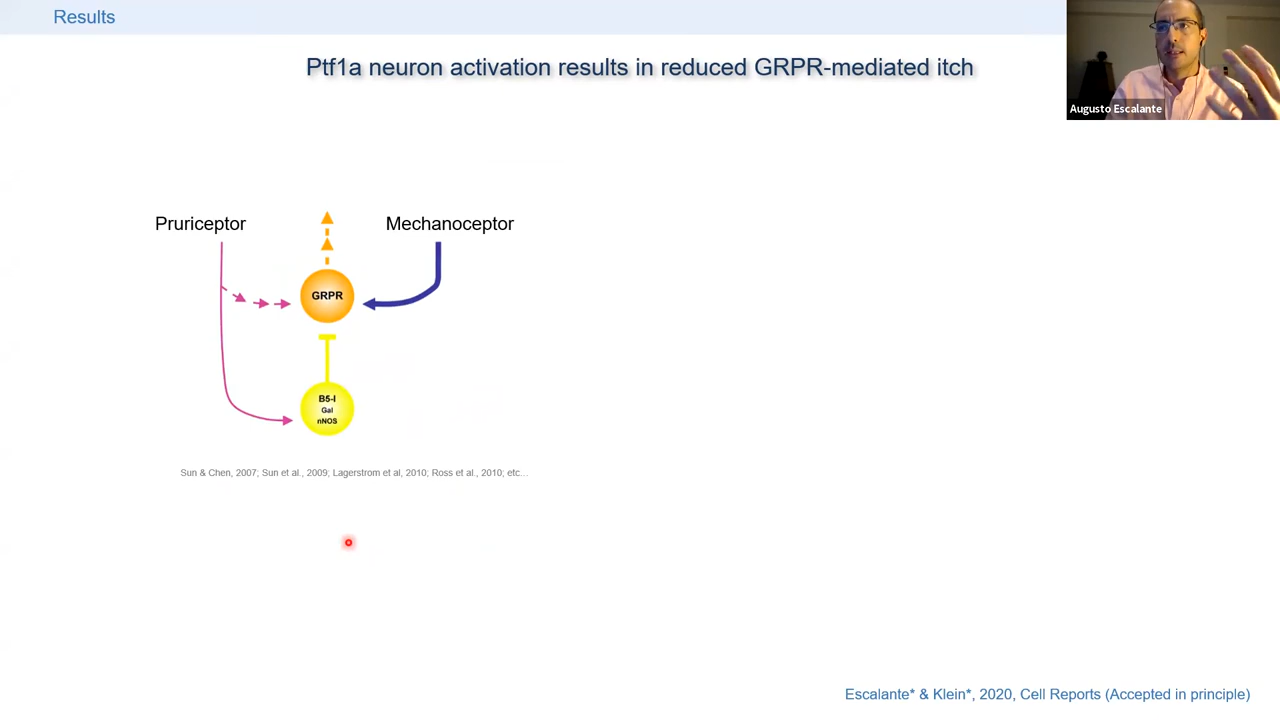 Results
Ptf1a neuron activation results in reduced GRPR-mediated itch
Augusto Escalante
Pruriceptor
Mechanoceptor
GRPR
B5-I
Gal
nNOS
Sun & Chen, 2007; Sun et al., 2009; Lagerstrom et al, 2010; Ross et al., 2010; etc...
Escalante* & Klein*, 2020, Cell Reports (Accepted in principle)